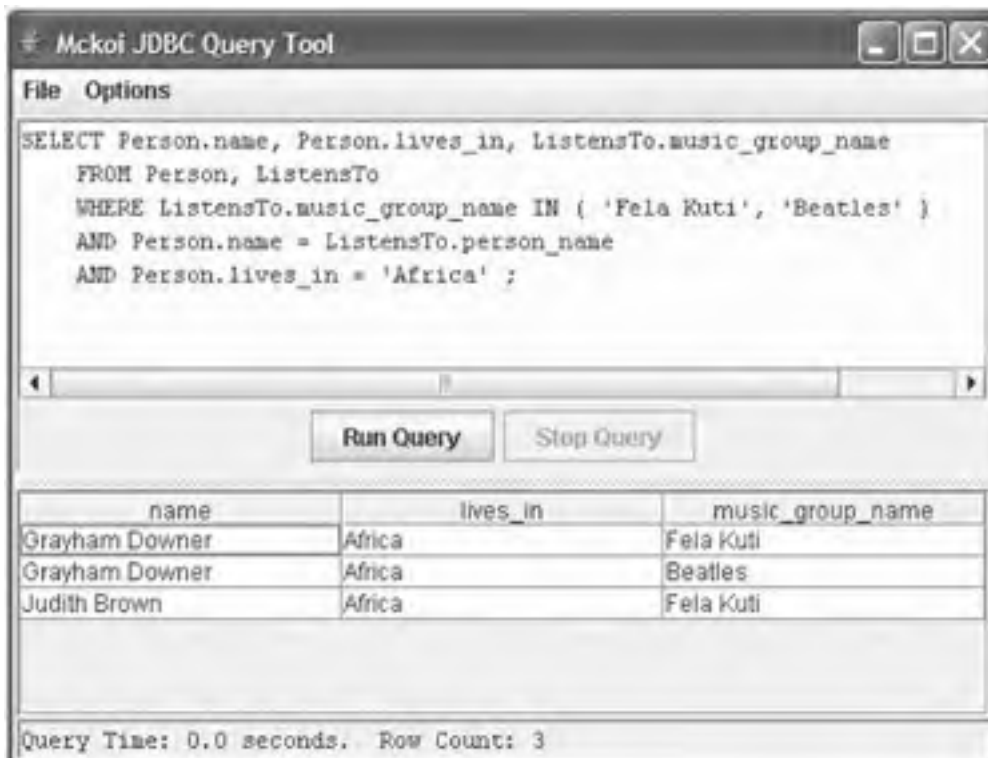 Mckoi JDBC Query Tool
File Options
SELECT Person.name, Person.lives_in, ListensTo.music_group_name
FROM Person, ListensTo
WHERE ListensTo.music_group_name IN ( 'Fela Kuti', 'Beatles' )
AND Person.name = ListensTo.person_name
AND Person.lives_in = 'Africa' ;
Run Query Stop Query
name lives_in music_group_name
Grayham Downer Africa Fela Kuti
Grayham Downer Africa Beatles
Judith Brown Africa Fela Kuti
Query Time: 0.0 seconds. Row Count: 3